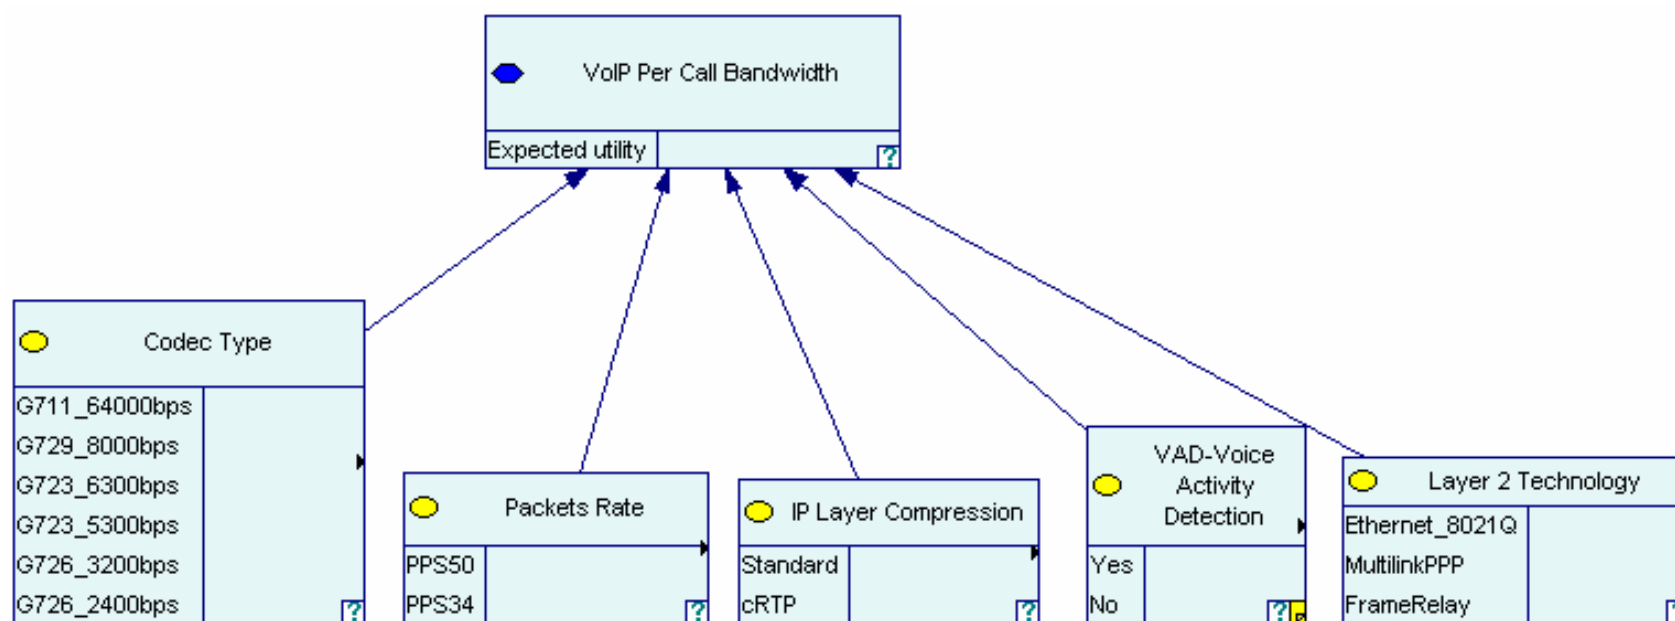 VoIP Per Call Bandwidth
Expected utility
?
Codec Type
G711_64000bps
G729_8000bps
G723_6300bps
G723_5300bps
G726_3200bps
G726_2400bps
?
Packets Rate
PPS50
PPS34
?
IP Layer Compression
Standard
cRTP
?
VAD-Voice
Activity
Detection
Yes
No
?
Layer 2 Technology
Ethernet_8021Q
MultilinkPPP
FrameRelay
?